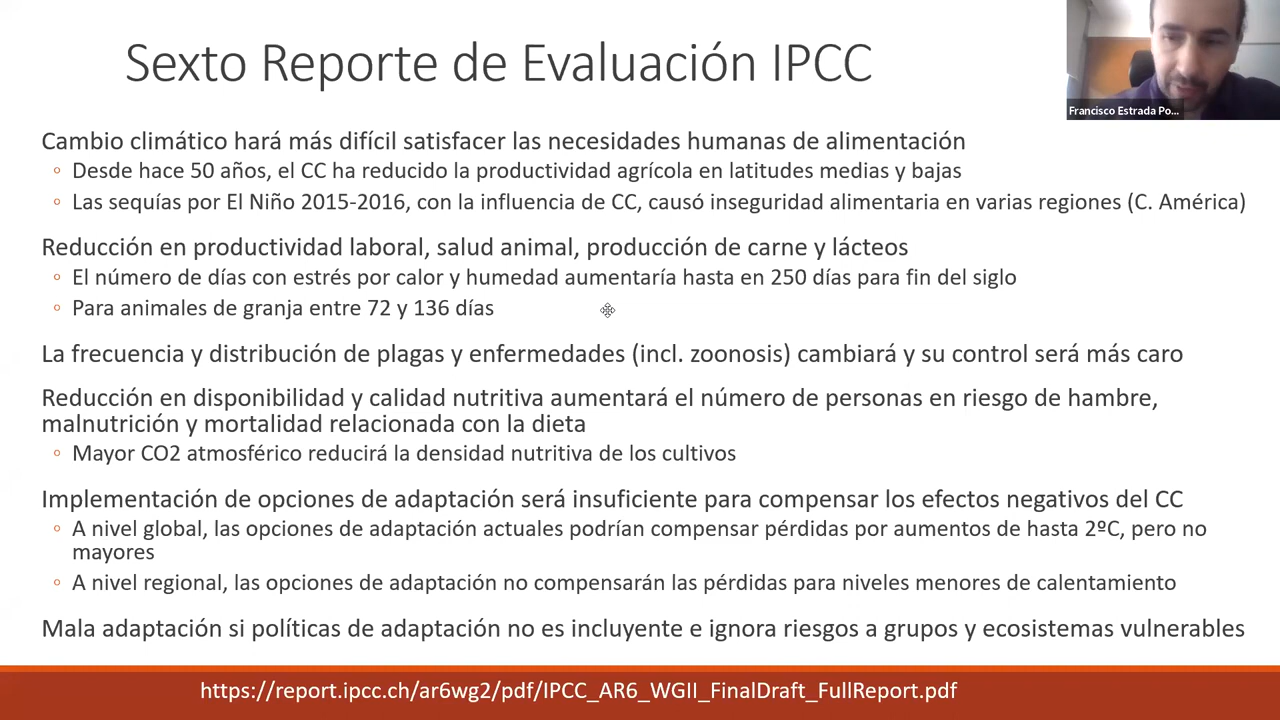 Sexto Reporte de Evaluación IPCC
Francisco Estrada Po...
Cambio climático hará más difícil satisfacer las necesidades humanas de alimentación
Desde hace 50 años, el CC ha reducido la productividad agrícola en latitudes medias y bajas
Las sequías por El Niño 2015-2016, con la influencia de CC, causó inseguridad alimentaria en varias regiones (C. América)
Reducción en productividad laboral, salud animal, producción de carne y lácteos
El número de días con estrés por calor y humedad aumentaría hasta en 250 días para fin del siglo
Para animales de granja entre 72 y 136 días
La frecuencia y distribución de plagas y enfermedades (incl. zoonosis) cambiará y su control será más caro
Reducción en disponibilidad y calidad nutritiva aumentará el número de personas en riesgo de hambre,
malnutrición y mortalidad relacionada con la dieta
Mayor CO2 atmosférico reducirá la densidad nutritiva de los cultivos
Implementación de opciones de adaptación será insuficiente para compensar los efectos negativos del CC
A nivel global, las opciones de adaptación actuales podrían compensar pérdidas por aumentos de hasta 2ºC, pero no
mayores
A nivel regional, las opciones de adaptación no compensarán las pérdidas para niveles menores de calentamiento
Mala adaptación si políticas de adaptación no es incluyente e ignora riesgos a grupos y ecosistemas vulnerables
https://report.ipcc.ch/ar6wg2/pdf/IPCC_AR6_WGII_FinalDraft_FullReport.pdf